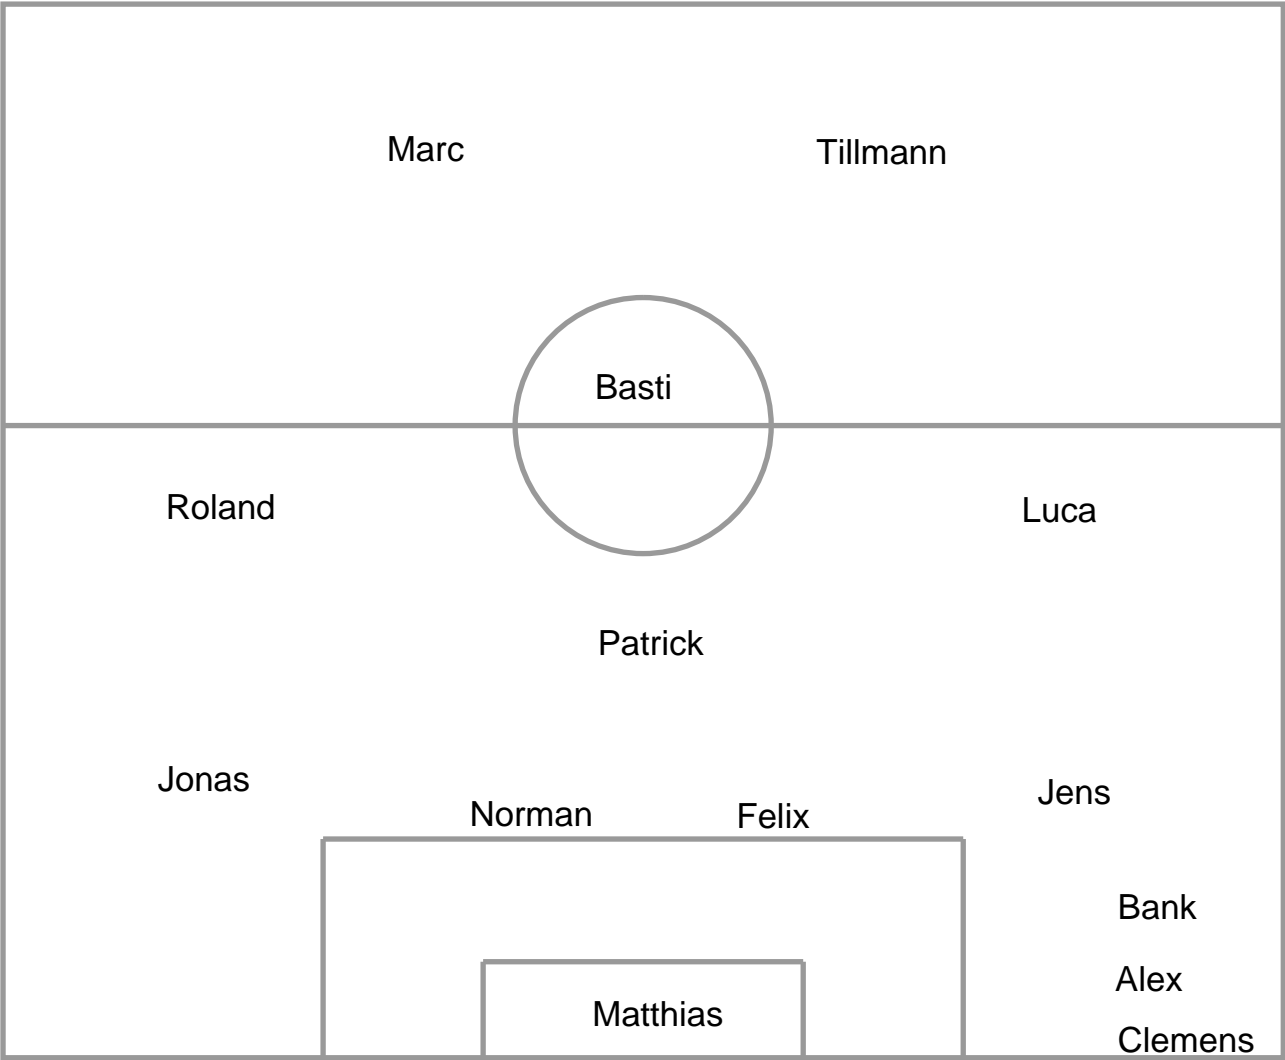 Marc
Tillmann
Basti
Roland
Luca
Patrick
Jonas
Jens
Norman
Felix
Bank
Alex
Matthias
Clemens